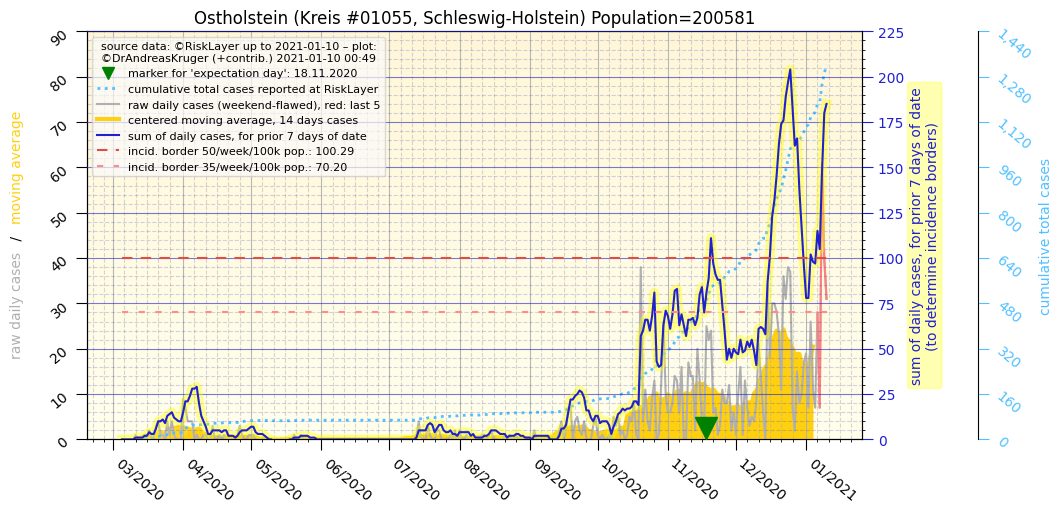 Ostholstein (Kreis #01055, Schleswig-Holstein) Population=200581
source data: ©RiskLayer up to 2021-01-10 – plot:
©DrAndreasKruger (+contrib.) 2021-01-10 00:49
marker for 'expectation day': 18.11.2020
cumulative total cases reported at RiskLayer
raw daily cases (weekend-flawed), red: last 5
centered moving average, 14 days cases
sum of daily cases, for prior 7 days of date
incid. border 50/week/100k pop.: 100.29
incid. border 35/week/100k pop.: 70.20
raw daily cases / moving average
90
80
70
60
50
40
30
20
10
0
225
200
175
150
125
100
75
50
25
0
sum of daily cases, for prior 7 days of date
(to determine incidence borders)
1,440
1,280
1,120
960
800
640
480
320
160
0
cumulative total cases
03/2020
04/2020
05/2020
06/2020
07/2020
08/2020
09/2020
10/2020
11/2020
12/2020
01/2021